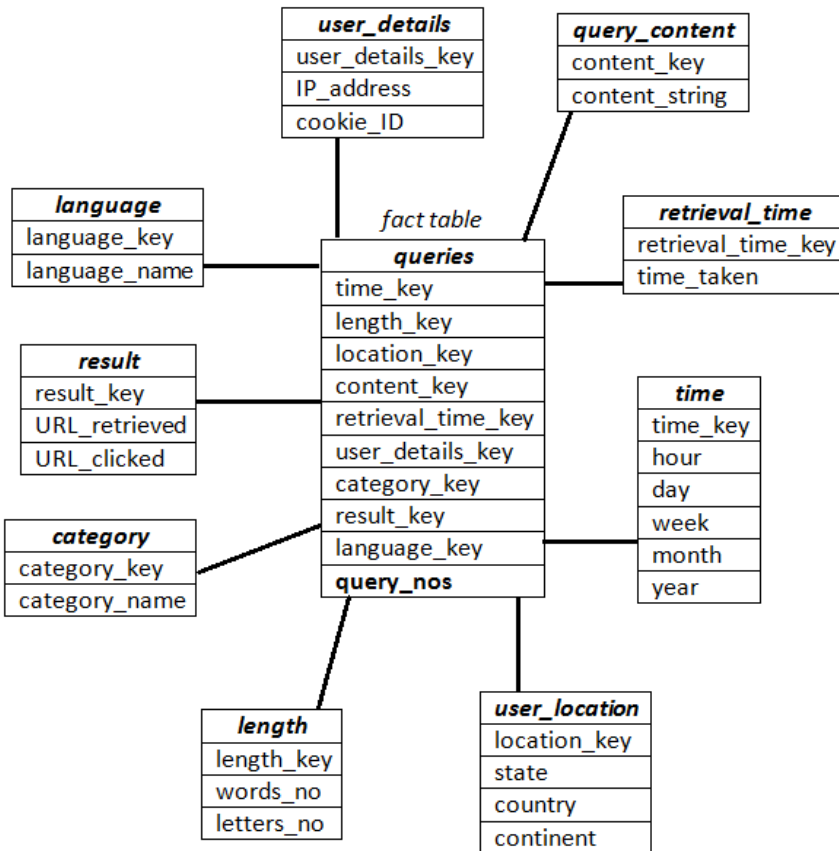 user_details
user_details_key
IP_address
cookie_ID
query_content
content_key
content_string
language
language_key
language_name
fact table
queries
time_key
length_key
location_key
content_key
retrieval_time_key
user_details_key
category_key
result_key
language_key
query_nos
retrieval_time
retrieval_time_key
time_taken
result
result_key
URL_retrieved
URL_clicked
time
time_key
hour
day
week
month
year
category
category_key
category_name
length
length_key
words_no
letters_no
user_location
location_key
state
country
continent